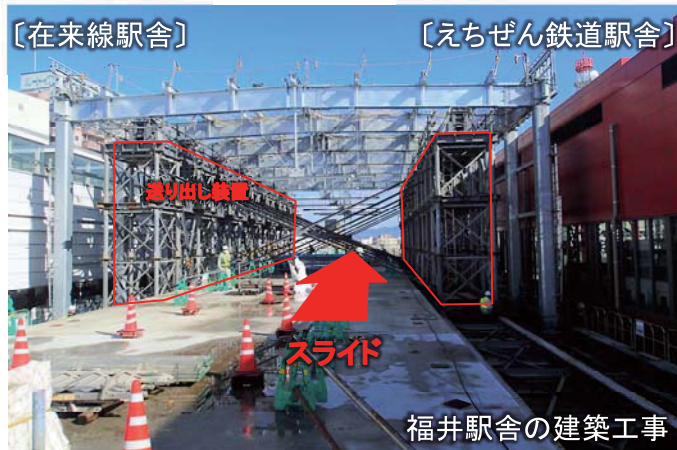 〔在来線駅舎〕
〔えちぜん鉄道駅舎〕
送り出し装置
スライド
福井駅舎の建築工事